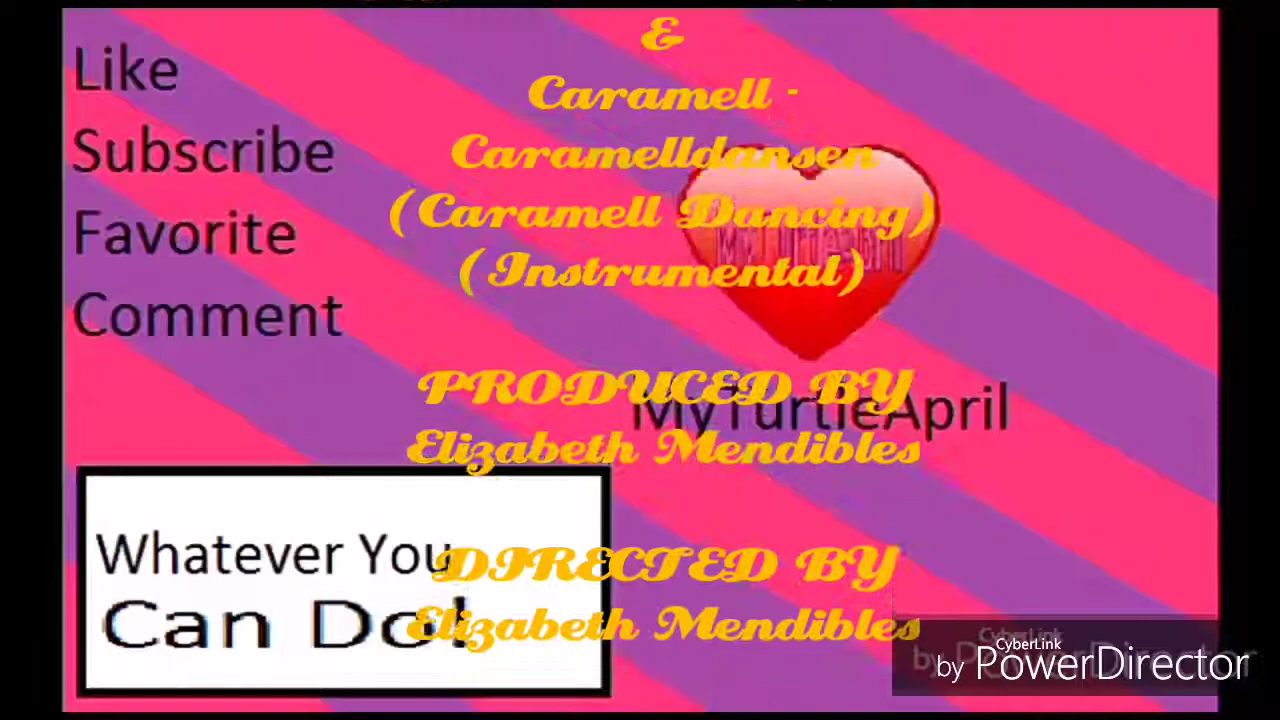 Like
Subscribe
Favorite
Comment
&
Caramell -
Caramelldansen
(Caramell Dancing)
(Instrumental)
MyTurtleApril
PRODUCED BY
Elizabeth Mendibles
MyTurtleApril
DIRECTED BY
Elizabeth Mendibles
Whatever You
Can Do!
CyberLink
by PowerDirector